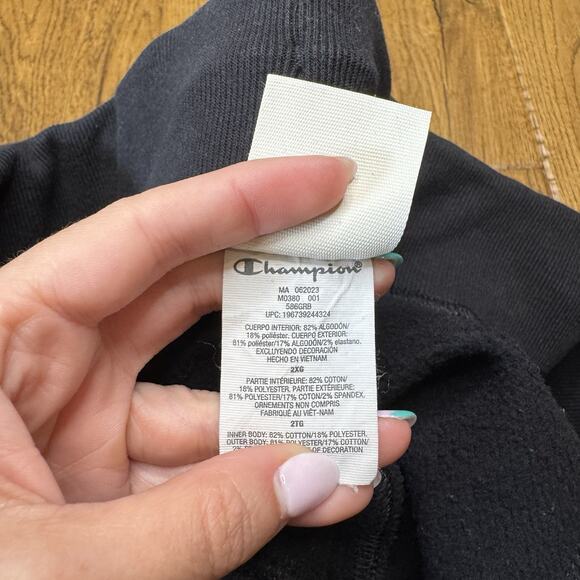 Champion®
MA 062023
M0380 001
586GRB
UPC: 196739244324
CUERPO INTERIOR: 82% ALGODÓN/
18% poliéster. CUERPO EXTERIOR:
81% poliéster/17% ALGODÓN/2% elastano.
EXCLUYENDO DECORACIÓN
HECHO EN VIETNAM
2XG
PARTIE INTÉRIEURE: 82% COTON/
18% POLYESTER. PARTIE EXTÉRIEURE:
81% POLYESTER/17% COTON/2% SPANDEX.
ORNEMENTS NON COMPRIS
FABRIQUÉ AU VIÊT-NAM
2TG
INNER BODY: 82% COTTON/18% POLYESTER.
OUTER BODY: 81% POLYESTER/17% COTTON/
OF DECORATION